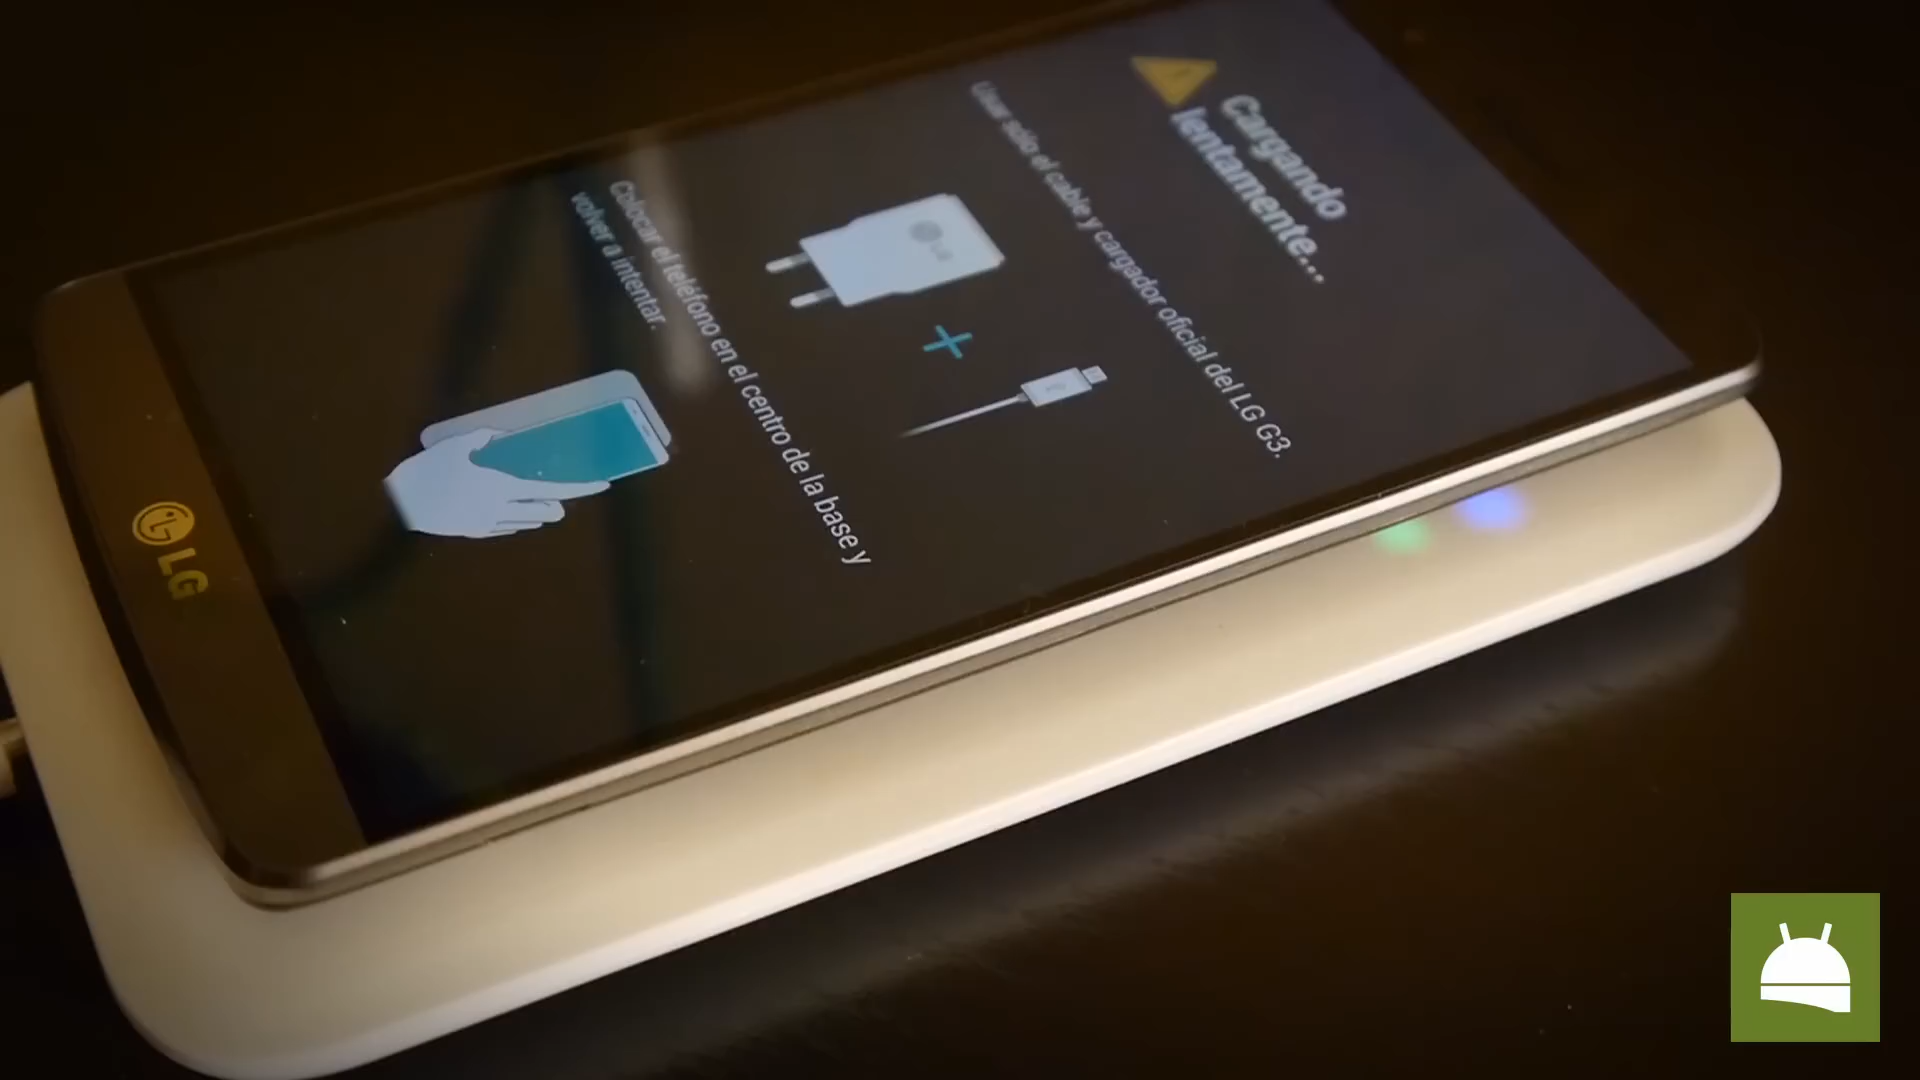 Cargando
lentamente...
Usar sólo el cable y cargador oficial del LG G3.
LG
Colocar el teléfono en el centro de la base y
volver a intentar.
LG